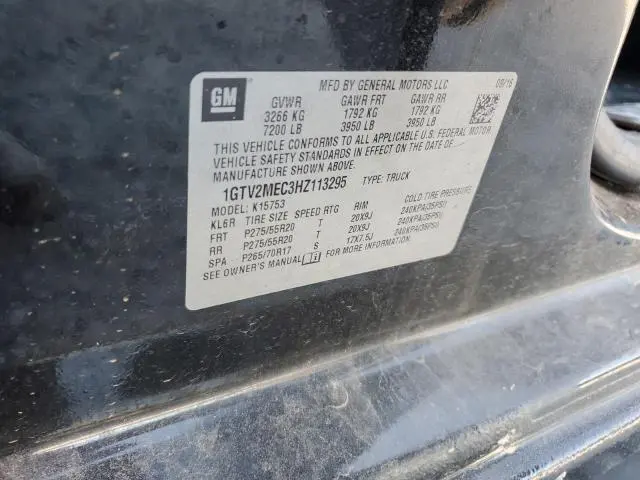 GM
MFD BY GENERAL MOTORS LLC 09/16
GVWR GAWR FRT GAWR RR
3266 KG 1792 KG 1792 KG
7200 LB 3950 LB 3950 LB
THIS VEHICLE CONFORMS TO ALL APPLICABLE U.S. FEDERAL MOTOR
VEHICLE SAFETY STANDARDS IN EFFECT ON THE DATE OF
MANUFACTURE SHOWN ABOVE.
1GTV2MEC3HZ113295 TYPE: TRUCK
MODEL: K15753
KL6R TIRE SIZE SPEED RTG RIM COLD TIRE PRESSURE
FRT P275/55R20 T 20X9J 240KPA(35PSI)
RR P275/55R20 T 20X9J 240KPA(35PSI)
SPA P265/70R17 S 17X7.5J 240KPA(35PSI)
SEE OWNER'S MANUAL FOR MORE INFORMATION.